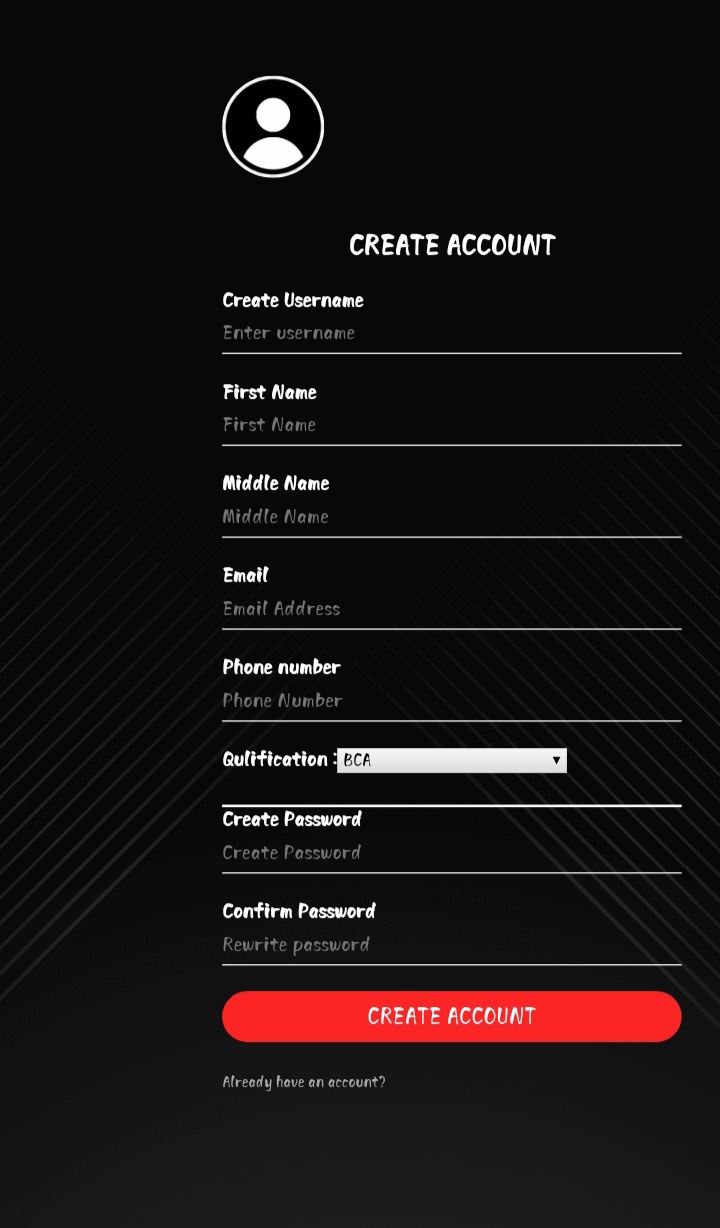 CREATE ACCOUNT
Create Username
Enter username
First Name
First Name
Middle Name
Middle Name
Email
Email Address
Phone number
Phone Number
Qulification : BCA
Create Password
Create Password
Confirm Password
Rewrite password
CREATE ACCOUNT
Already have an account?